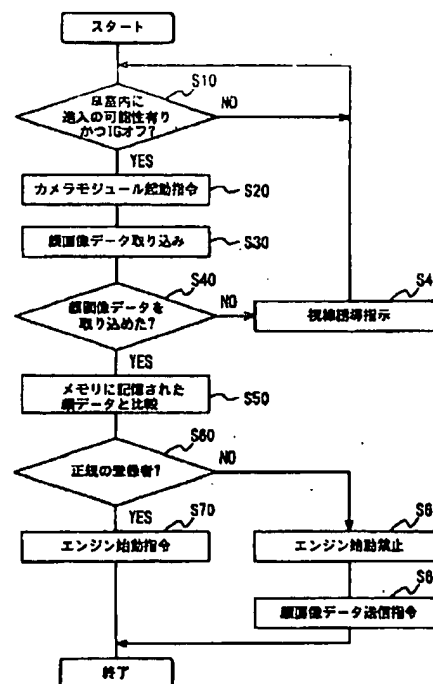 スタート
S10
車室内に
進入の可能性有り
かつIGオフ?
NO
YES
カメラモジュール起動指令
S20
顔画像データ取り込み
S30
S40
顔画像データを
取り込めた?
NO
S4
視線誘導指示
YES
メモリに記憶された
顔データと比較
S50
S60
正規の登録者?
NO
YES
S70
エンジン始動指令
S6
エンジン始動禁止
S6
顔画像データ送信指令
終了